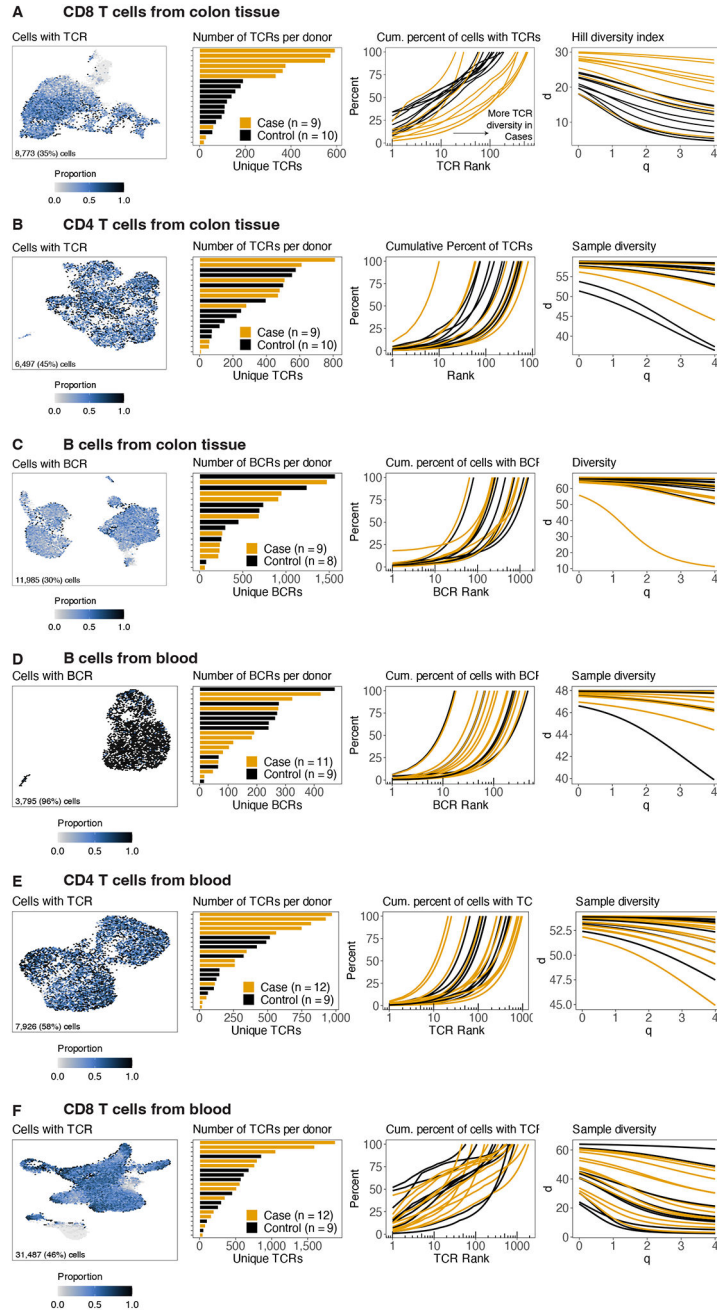 A CD8 T cells from colon tissue
Cells with TCR
8,773 (35%) cells
Proportion
0.0 0.5 1.0
Number of TCRs per donor
Case (n = 9)
Control (n = 10)
0 200 400 600
Unique TCRs
Cum. percent of cells with TCRs
Percent
100
75
50
25
0
More TCR
diversity in
Cases
1 10 100
TCR Rank
Hill diversity index
d
30
20
10
0 1 2 3 4
q
B CD4 T cells from colon tissue
Cells with TCR
6,497 (45%) cells
Proportion
0.0 0.5 1.0
Number of TCRs per donor
Case (n = 9)
Control (n = 10)
0 200 400 600 800
Unique TCRs
Cumulative Percent of TCRs
Percent
100
75
50
25
0
1 10 100
Rank
Sample diversity
d
55
50
45
40
0 1 2 3 4
q
C B cells from colon tissue
Cells with BCR
11,985 (30%) cells
Proportion
0.0 0.5 1.0
Number of BCRs per donor
Case (n = 9)
Control (n = 8)
0 500 1,000 1,500
Unique BCRs
Cum. percent of cells with BCF
Percent
100
75
50
25
0
1 10 100 1000
BCR Rank
Diversity
d
60
50
40
30
20
10
0 1 2 3 4
q
D B cells from blood
Cells with BCR
3,795 (96%) cells
Proportion
0.0 0.5 1.0
Number of BCRs per donor
Case (n = 11)
Control (n = 9)
0 100 200 300 400
Unique BCRs
Cum. percent of cells with BCF
Percent
100
75
50
25
0
1 10 100
BCR Rank
Sample diversity
d
48
46
44
42
40
0 1 2 3 4
q
E CD4 T cells from blood
Cells with TCR
7,926 (58%) cells
Proportion
0.0 0.5 1.0
Number of TCRs per donor
Case (n = 12)
Control (n = 9)
0 250 500 750 1,000
Unique TCRs
Cum. percent of cells with TC
Percent
100
75
50
25
0
1 10 100 1000
TCR Rank
Sample diversity
d
52.5
50.0
47.5
45.0
0 1 2 3 4
q
F CD8 T cells from blood
Cells with TCR
31,487 (46%) cells
Proportion
0.0 0.5 1.0
Number of TCRs per donor
Case (n = 12)
Control (n = 9)
0 500 1,000 1,500
Unique TCRs
Cum. percent of cells with TCF
Percent
100
75
50
25
0
1 10 100 1000
TCR Rank
Sample diversity
d
60
40
20
0
0 1 2 3 4
q